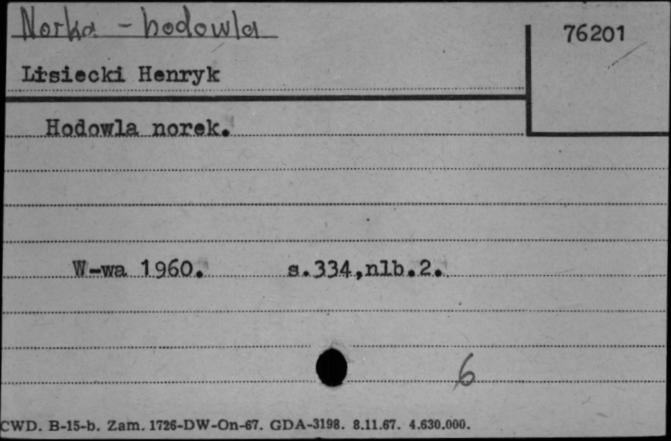 Norka - hodowla
76201
Lisiecki Henryk
Hodowla norek.
W-wa 1960. s.334,nlb.2.
6
CWD. B-15-b. Zam. 1726-DW-On-67. GDA-3198. 8.11.67. 4.630.000.